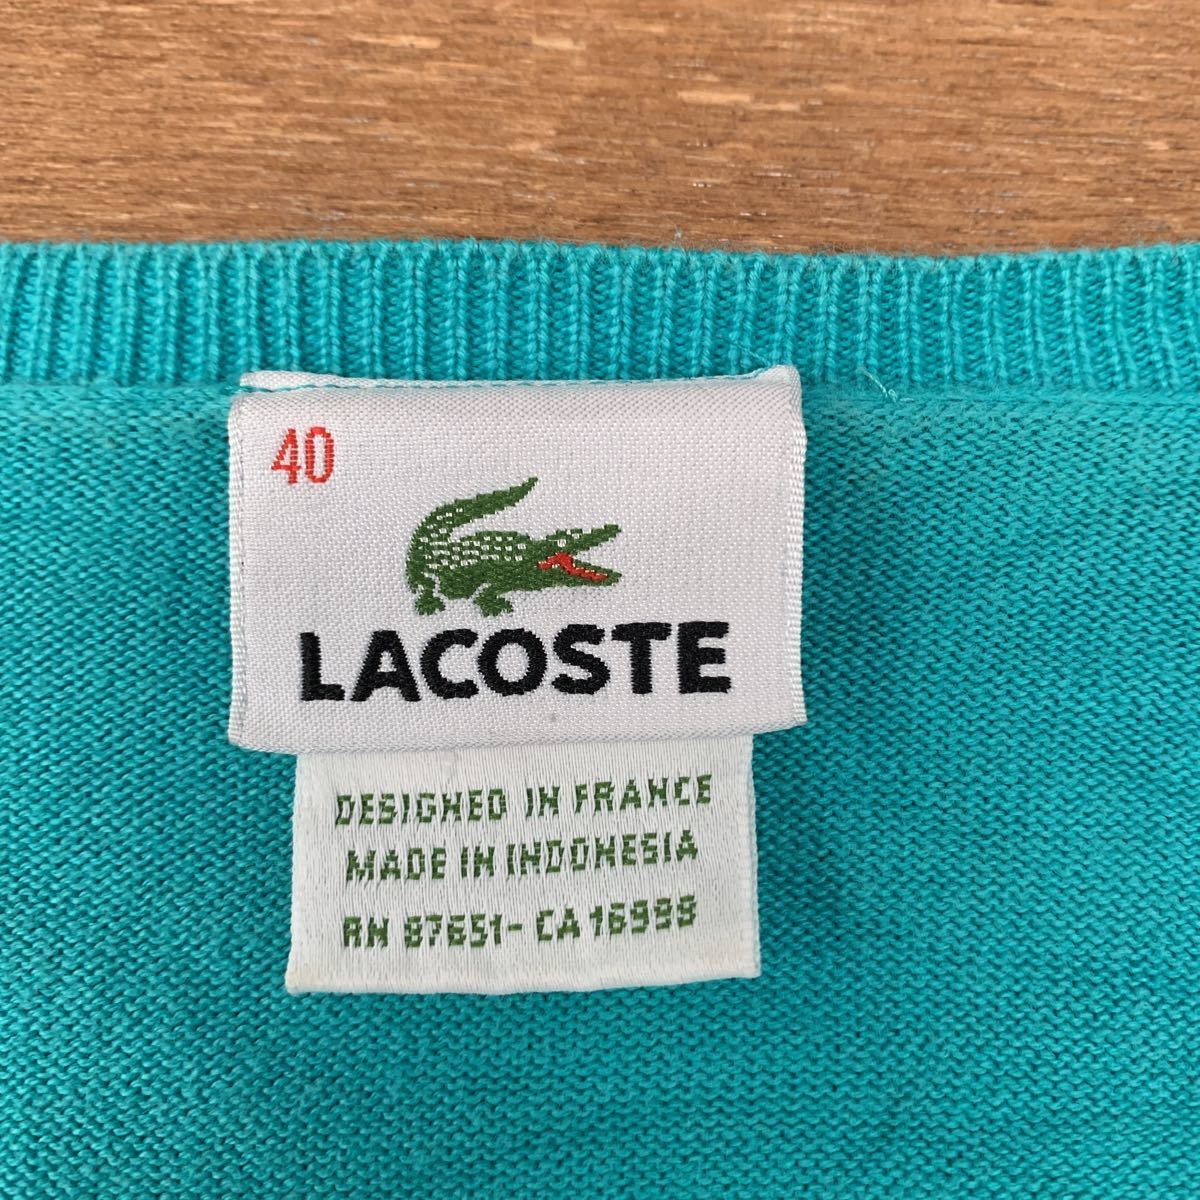 40
LACOSTE
DESIGNED IN FRANCE
MADE IN INDONESIA
RN 87651- CA 16999